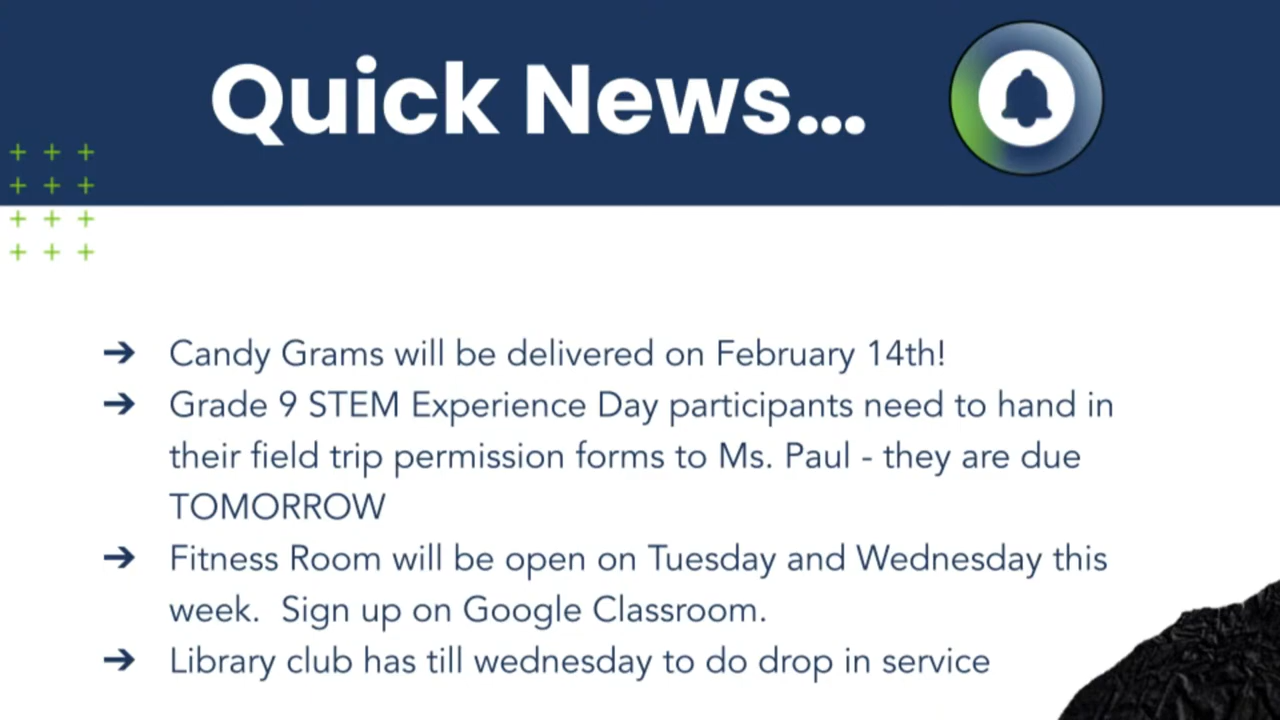 Quick News...
➔ Candy Grams will be delivered on February 14th!
➔ Grade 9 STEM Experience Day participants need to hand in
their field trip permission forms to Ms. Paul - they are due
TOMORROW
➔ Fitness Room will be open on Tuesday and Wednesday this
week.  Sign up on Google Classroom.
➔ Library club has till wednesday to do drop in service